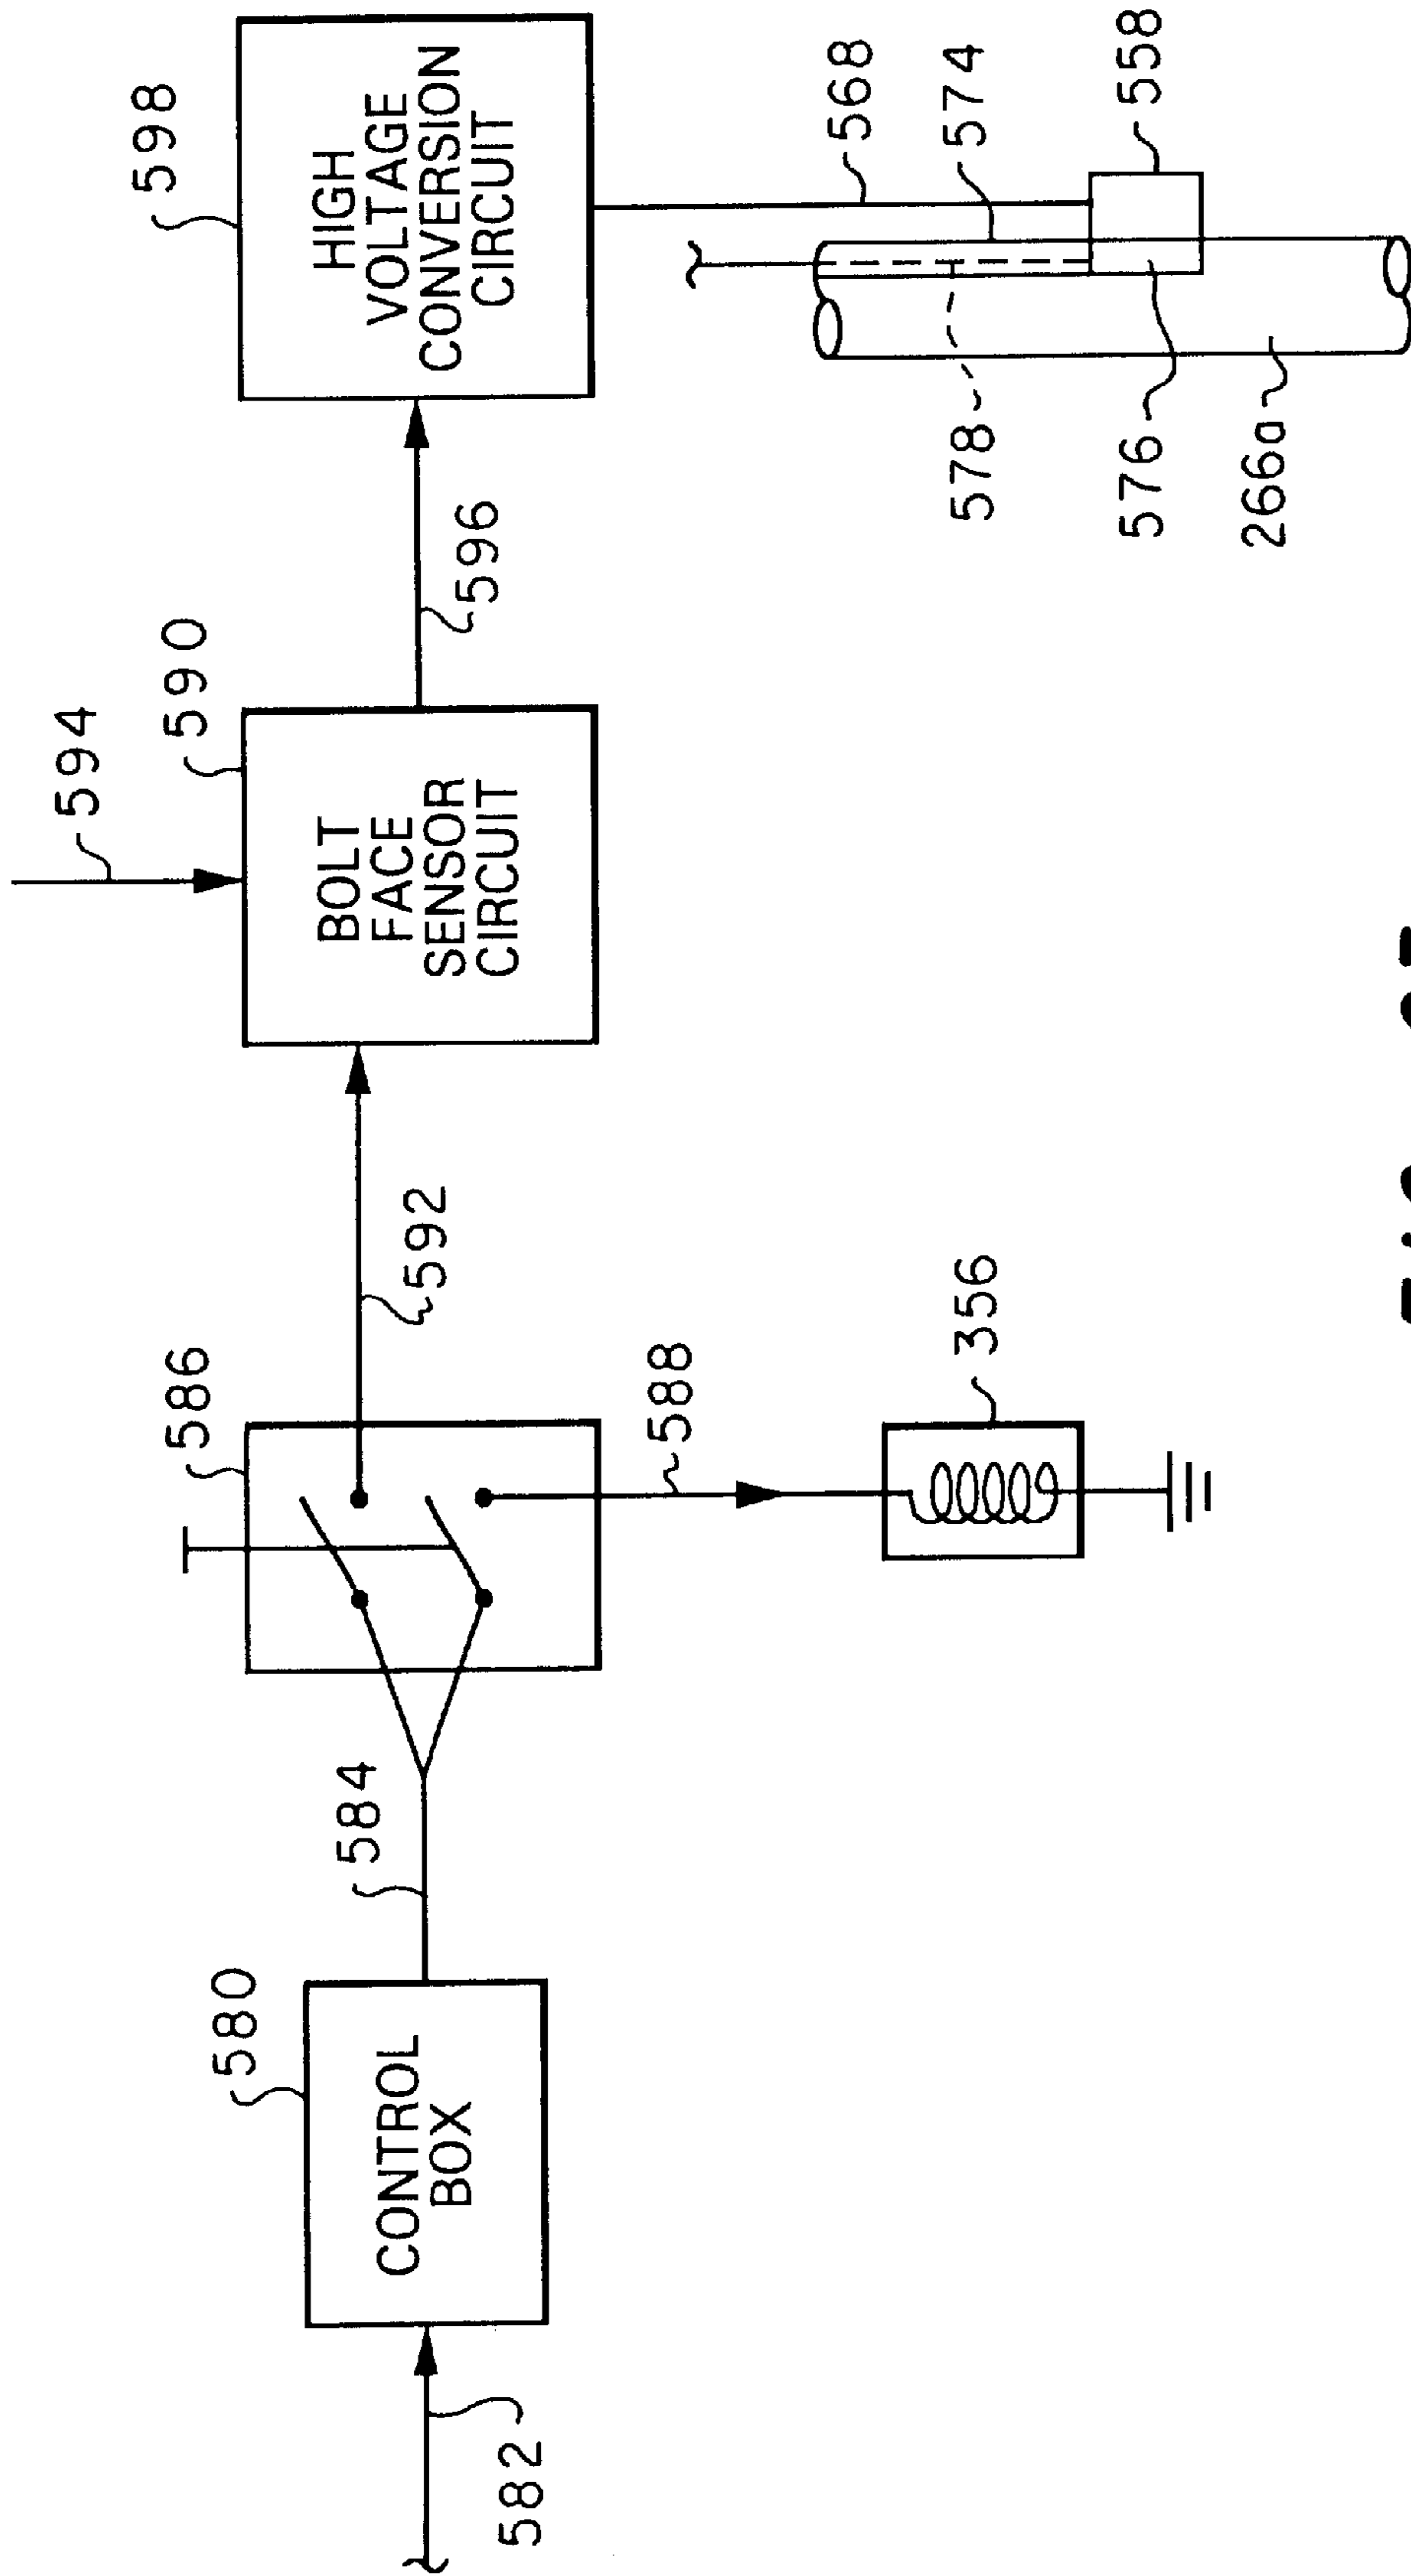 594
598
590
586
580
584
HIGH
VOLTAGE
CONVERSION
CIRCUIT
BOLT
FACE
SENSOR
CIRCUIT
CONTROL
BOX
592
596
582
588
568
356
578
574
576
558
266a